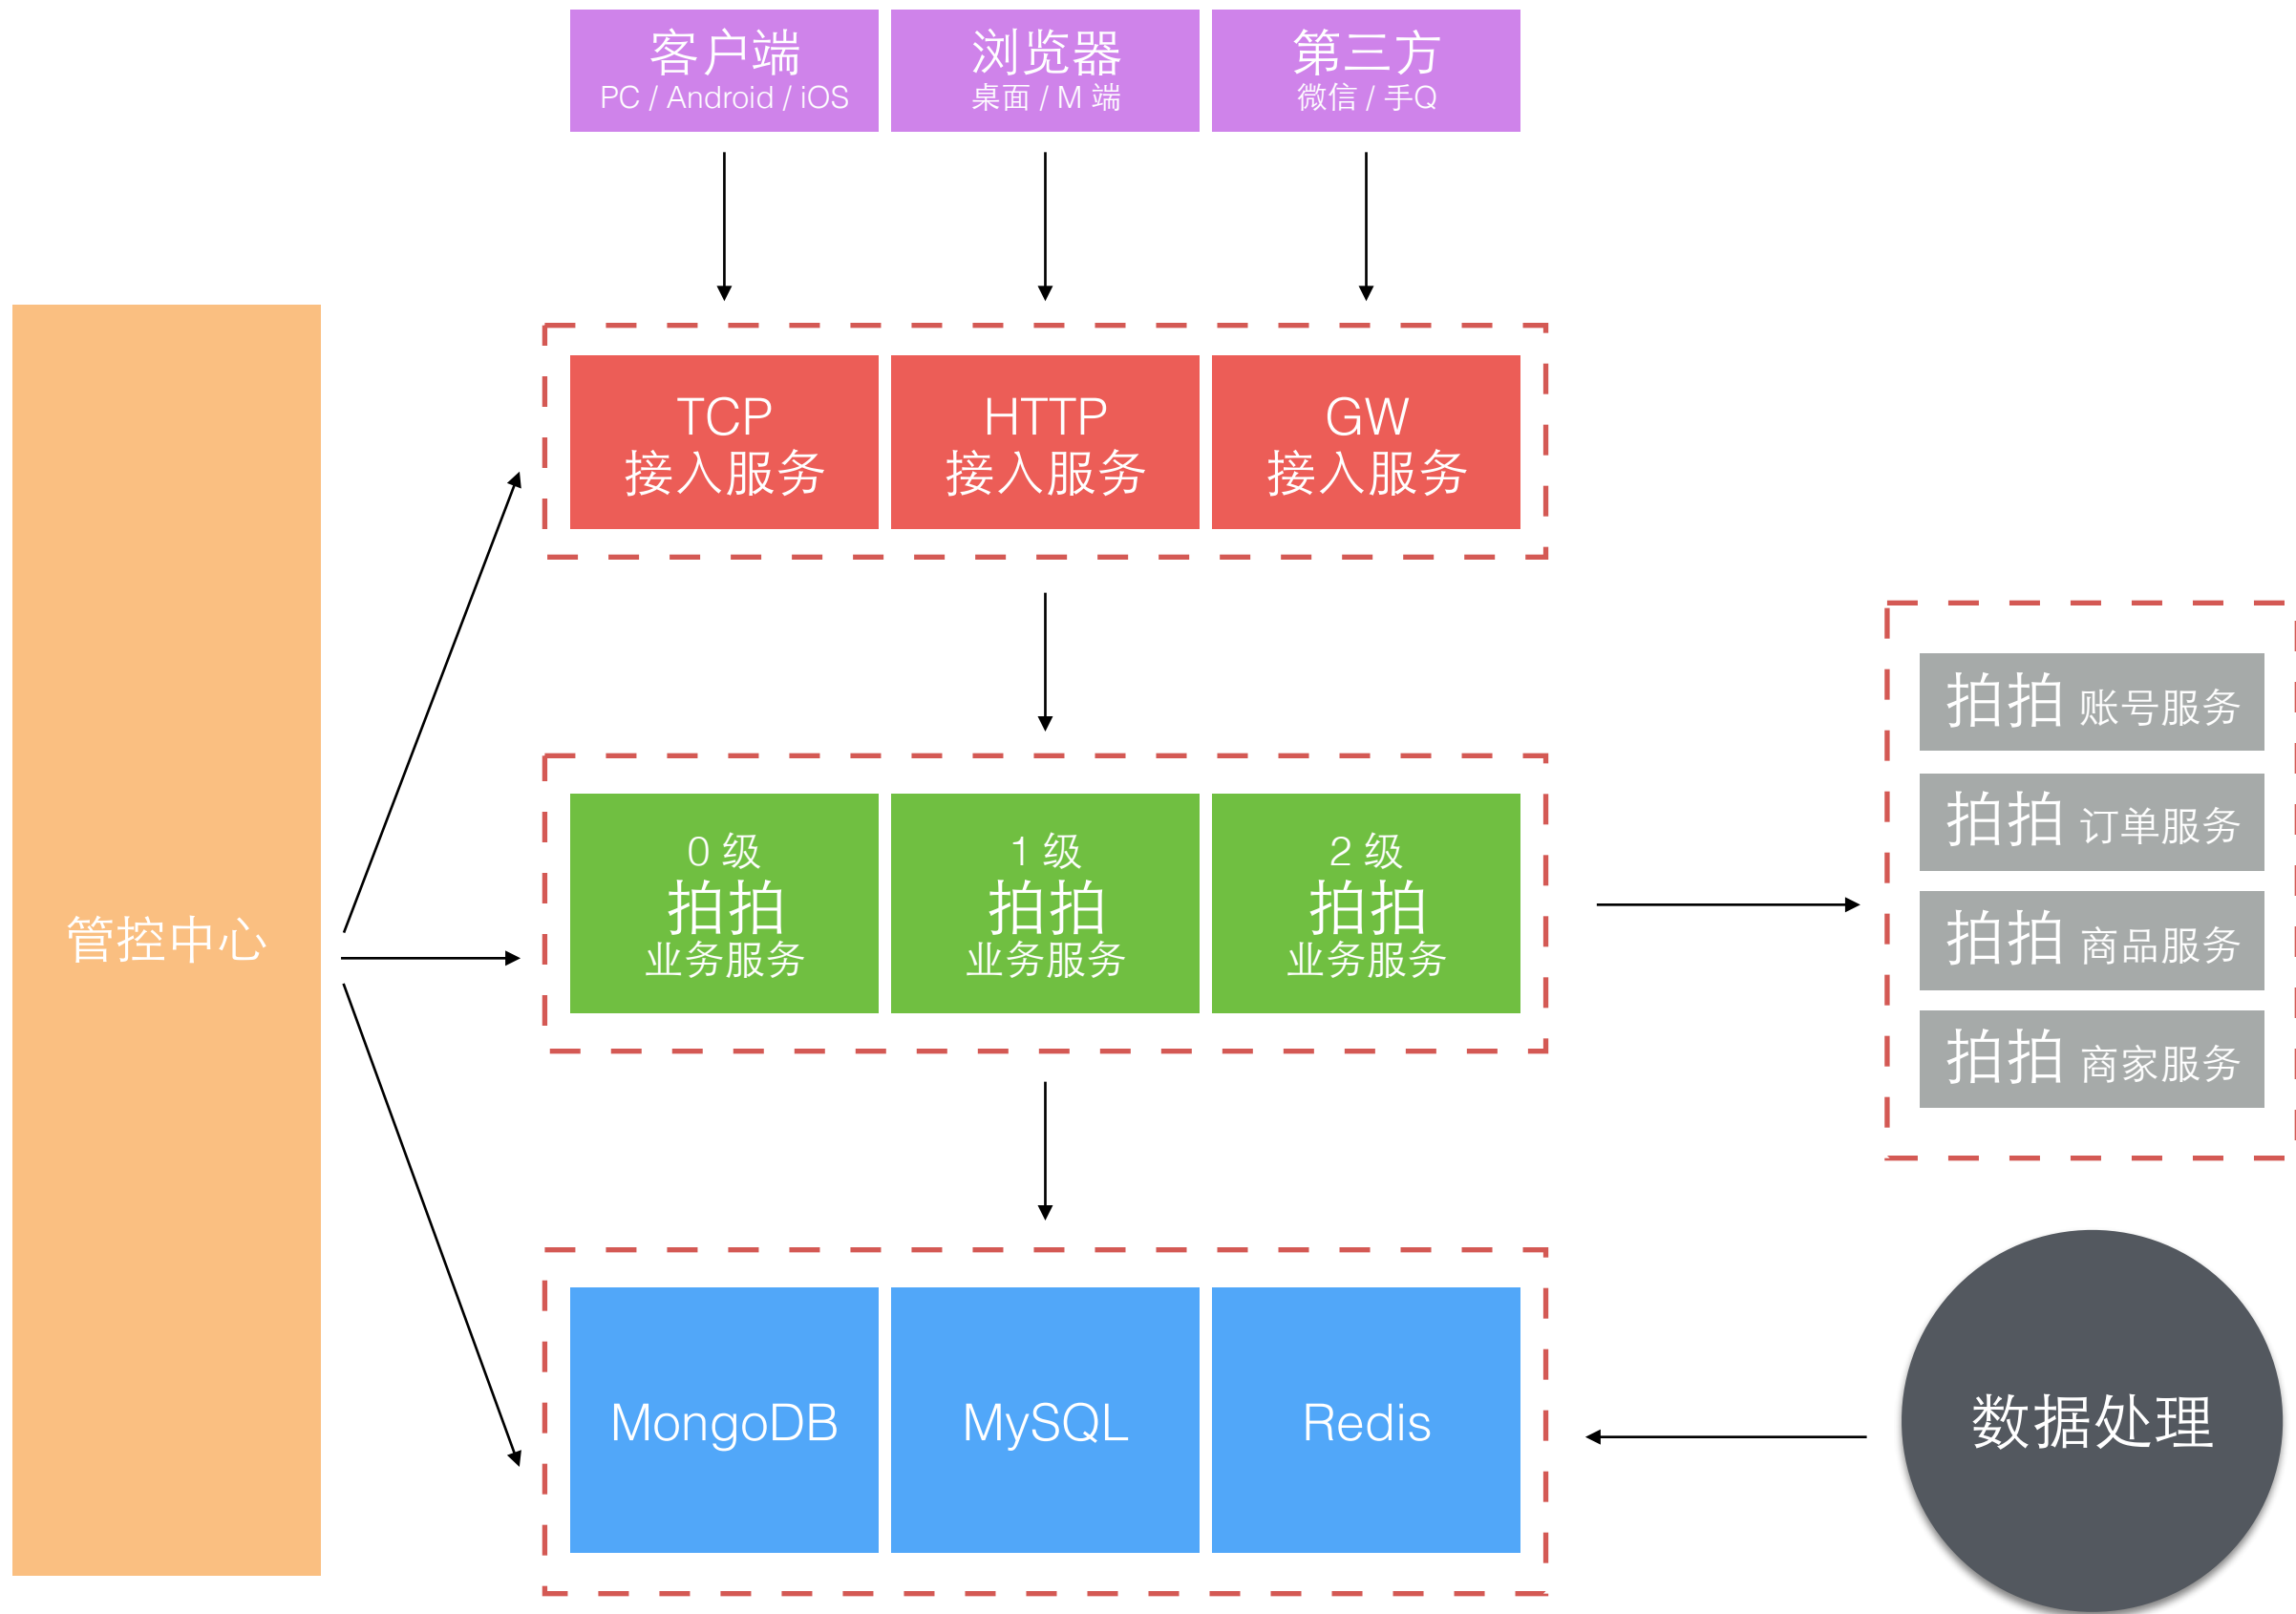 客户端
PC / Android / iOS
浏览器
桌面 / M 端
第三方
微信 / 手Q
TCP
接入服务
HTTP
接入服务
GW
接入服务
管控中心
0 级
拍拍
业务服务
1 级
拍拍
业务服务
2 级
拍拍
业务服务
拍拍 账号服务
拍拍 订单服务
拍拍 商品服务
拍拍 商家服务
MongoDB
MySQL
Redis
数据处理